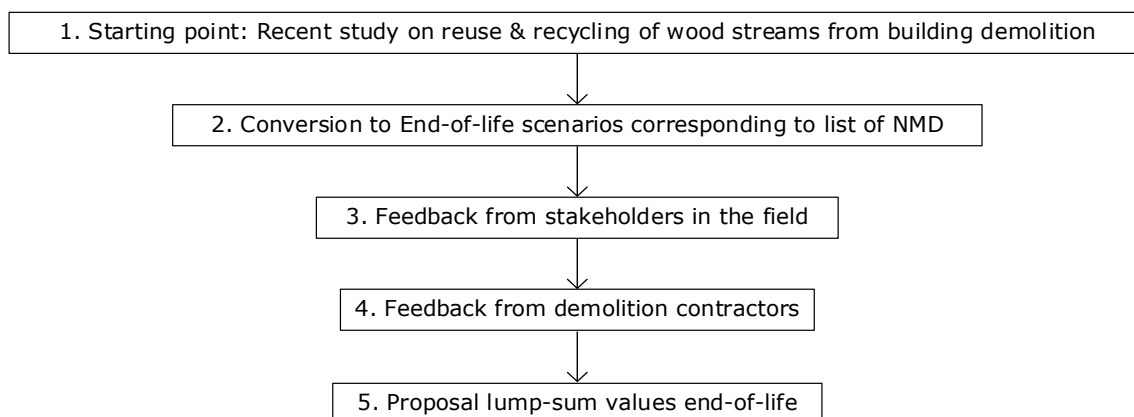 1. Starting point: Recent study on reuse & recycling of wood streams from building demolition
2. Conversion to End-of-life scenarios corresponding to list of NMD
3. Feedback from stakeholders in the field
4. Feedback from demolition contractors
5. Proposal lump-sum values end-of-life